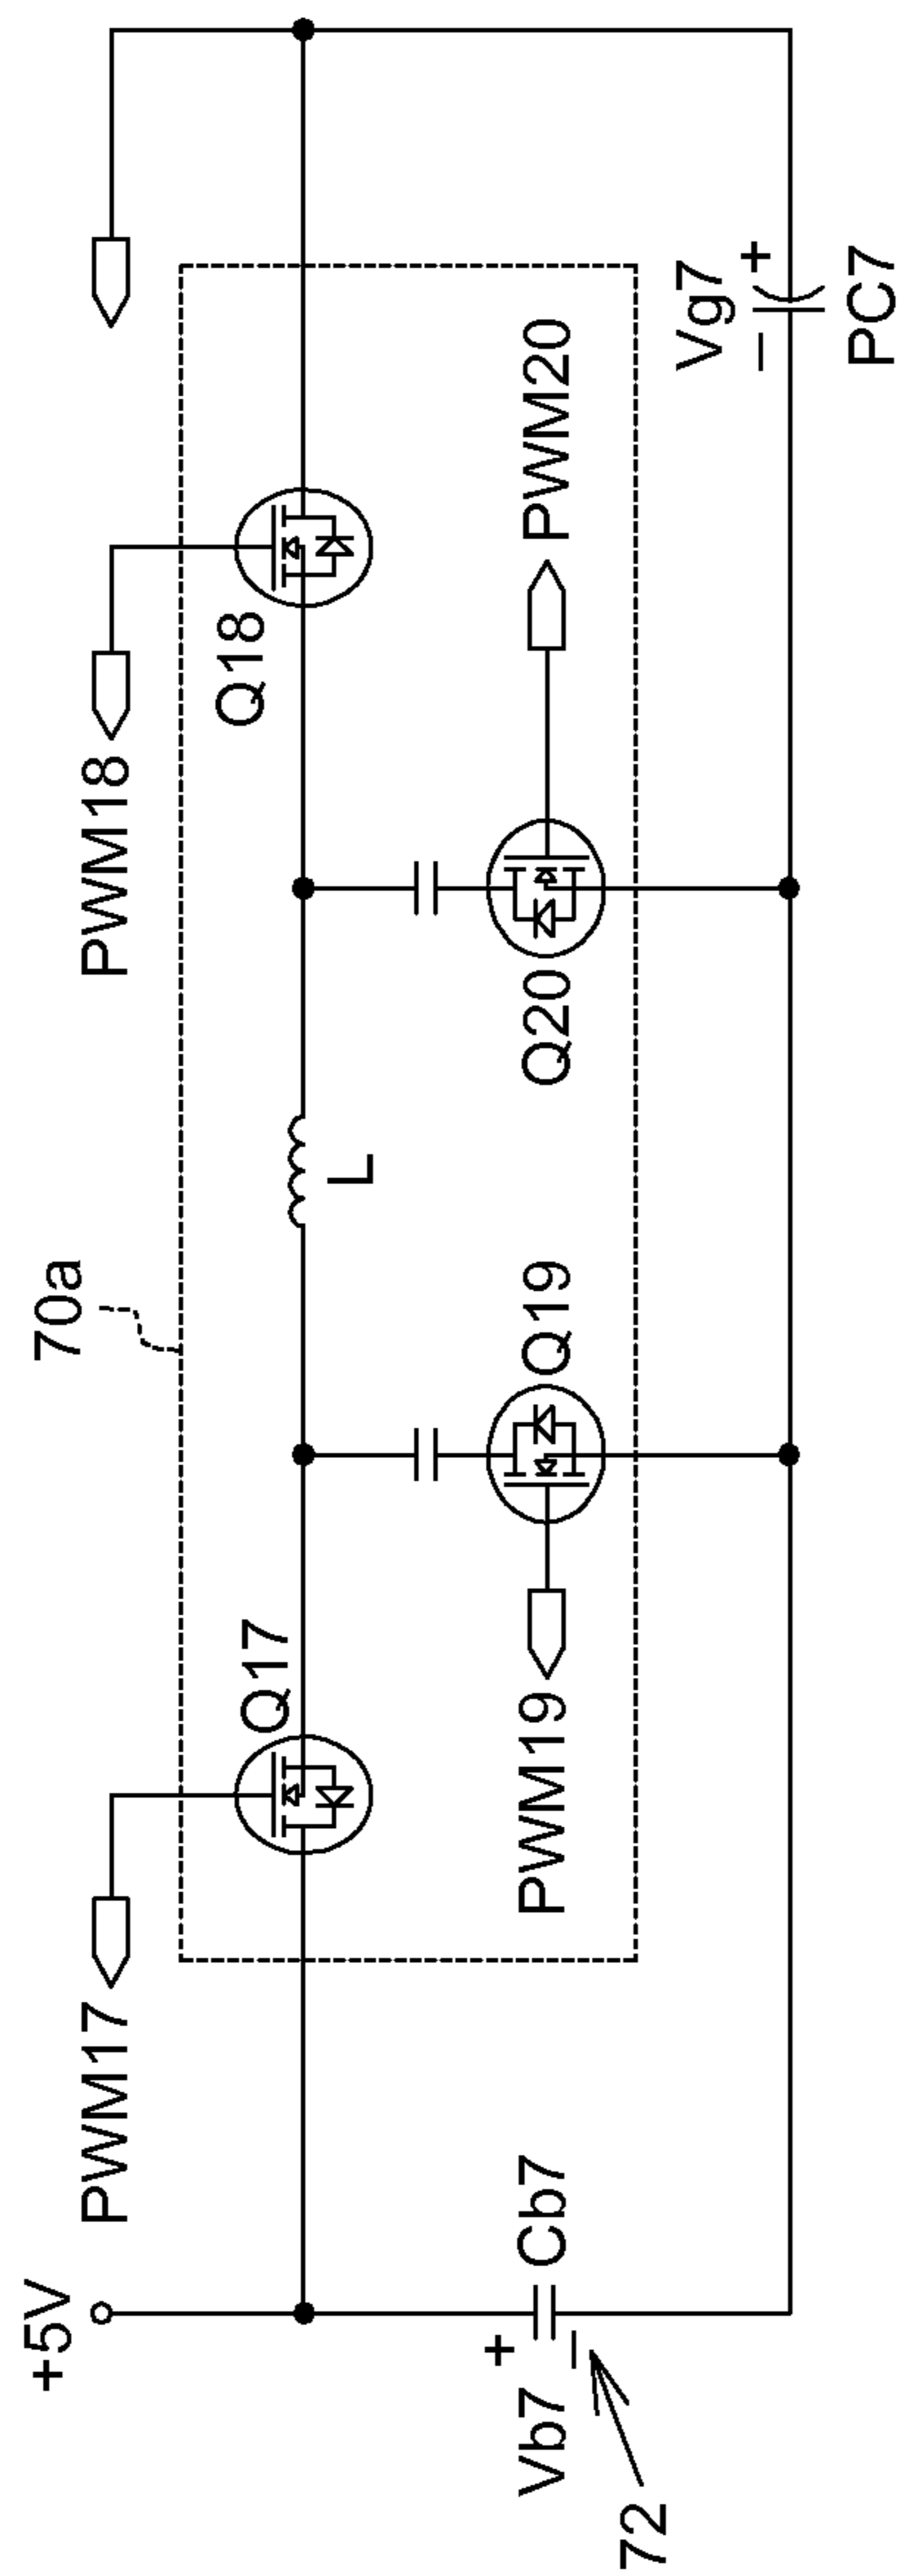 70a
+5V
PWM17
PWM18
Q17
Q18
L
Vb7
+
–
Cb7
PWM19
Q19
Q20
PWM20
72
Vg7
–
+
PC7